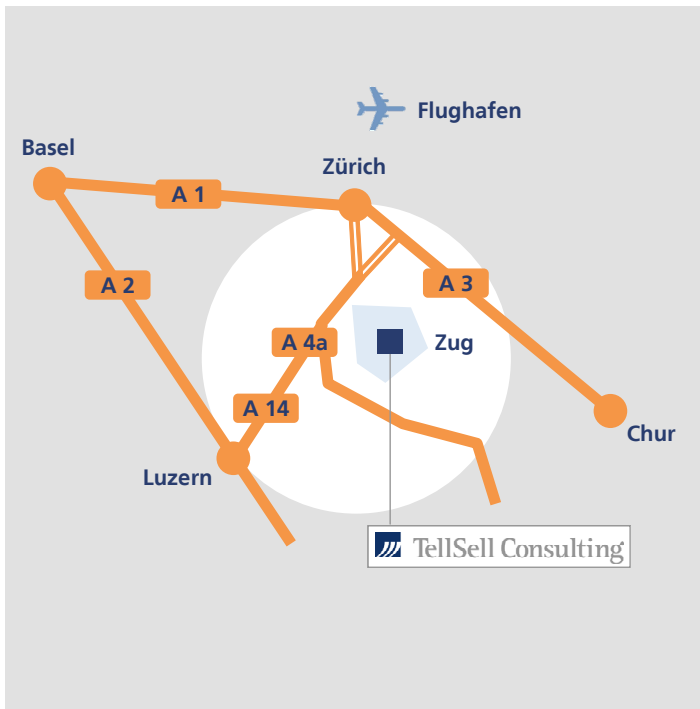 Flughafen
Basel
Zürich
A 1
A 2
A 3
A 4a
Zug
A 14
Chur
Luzern
TellSell Consulting